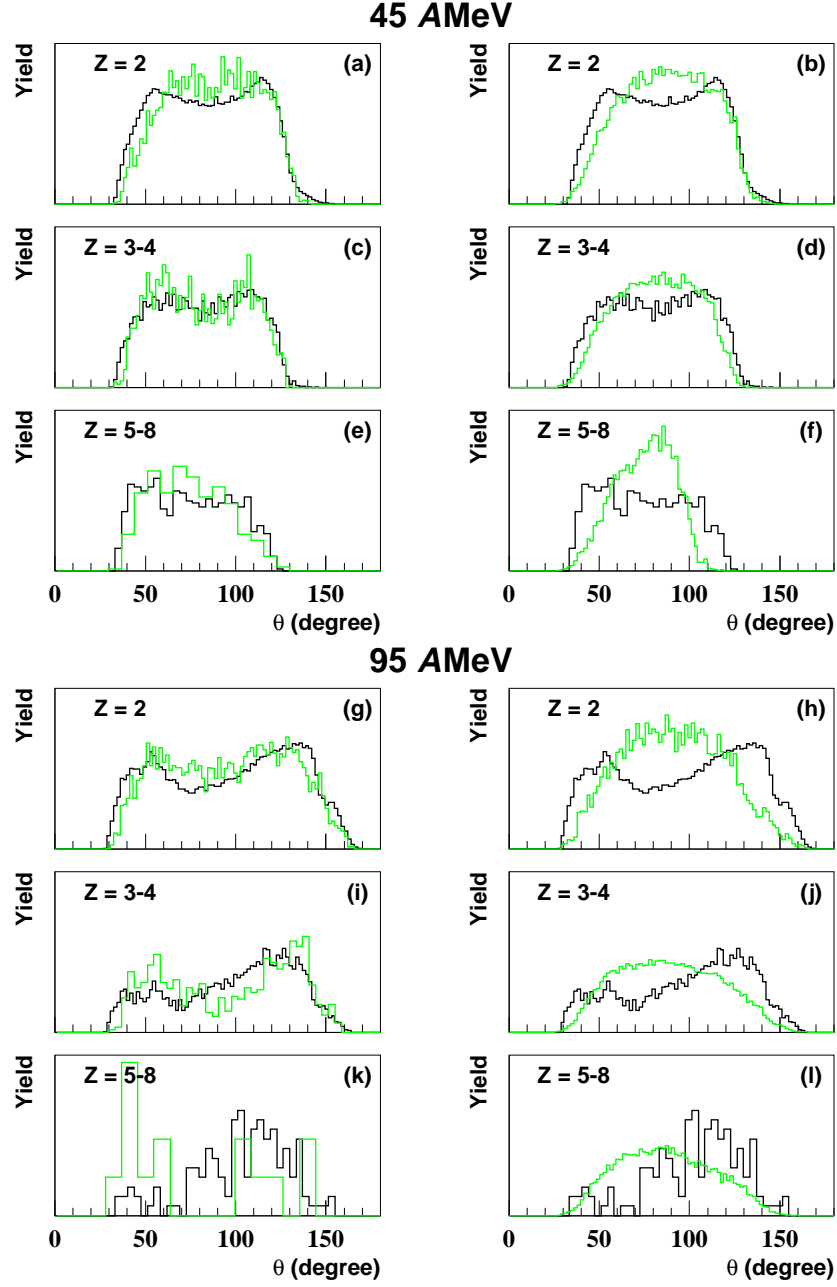 45 AMeV
Yield Z = 2 (a) Yield Z = 2 (b)
Yield Z = 3-4 (c) Yield Z = 3-4 (d)
Yield Z = 5-8 (e) Yield Z = 5-8 (f)
0 50 100 150 0 50 100 150
θ (degree) θ (degree)
95 AMeV
Yield Z = 2 (g) Yield Z = 2 (h)
Yield Z = 3-4 (i) Yield Z = 3-4 (j)
Yield Z = 5-8 (k) Yield Z = 5-8 (l)
0 50 100 150 0 50 100 150
θ (degree) θ (degree)